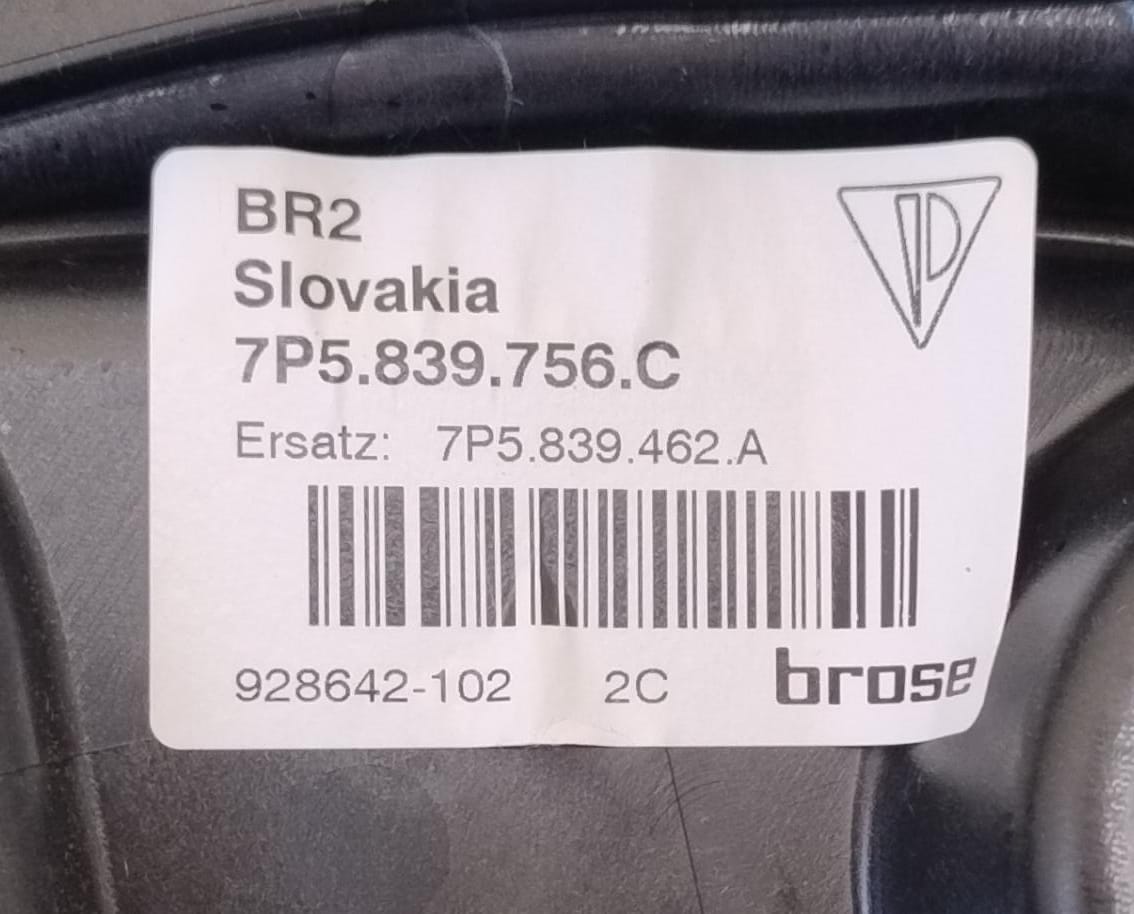 BR2
Slovakia
7P5.839.756.C
Ersatz: 7P5.839.462.A
928642-102 2C brose